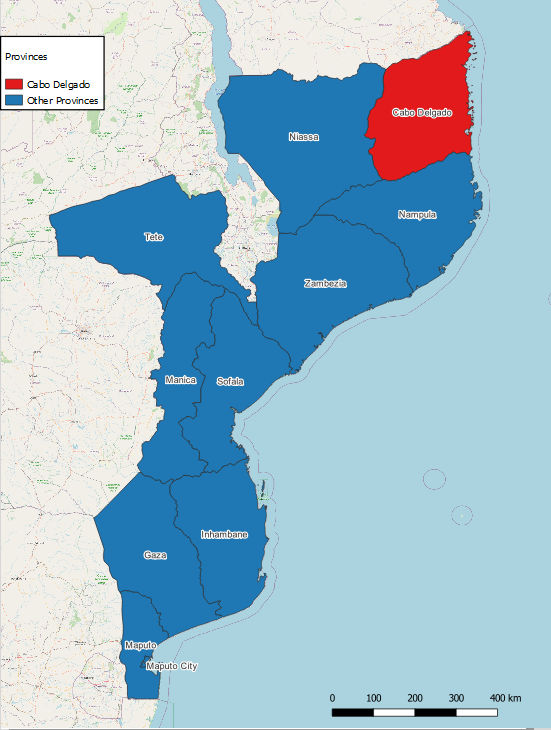 Provinces
Cabo Delgado
Other Provinces
Cabo Delgado
Niassa
Nampula
Tete
Zambezia
Manica
Sofala
Inhambane
Gaza
Maputo
Maputo City
0 100 200 300 400 km